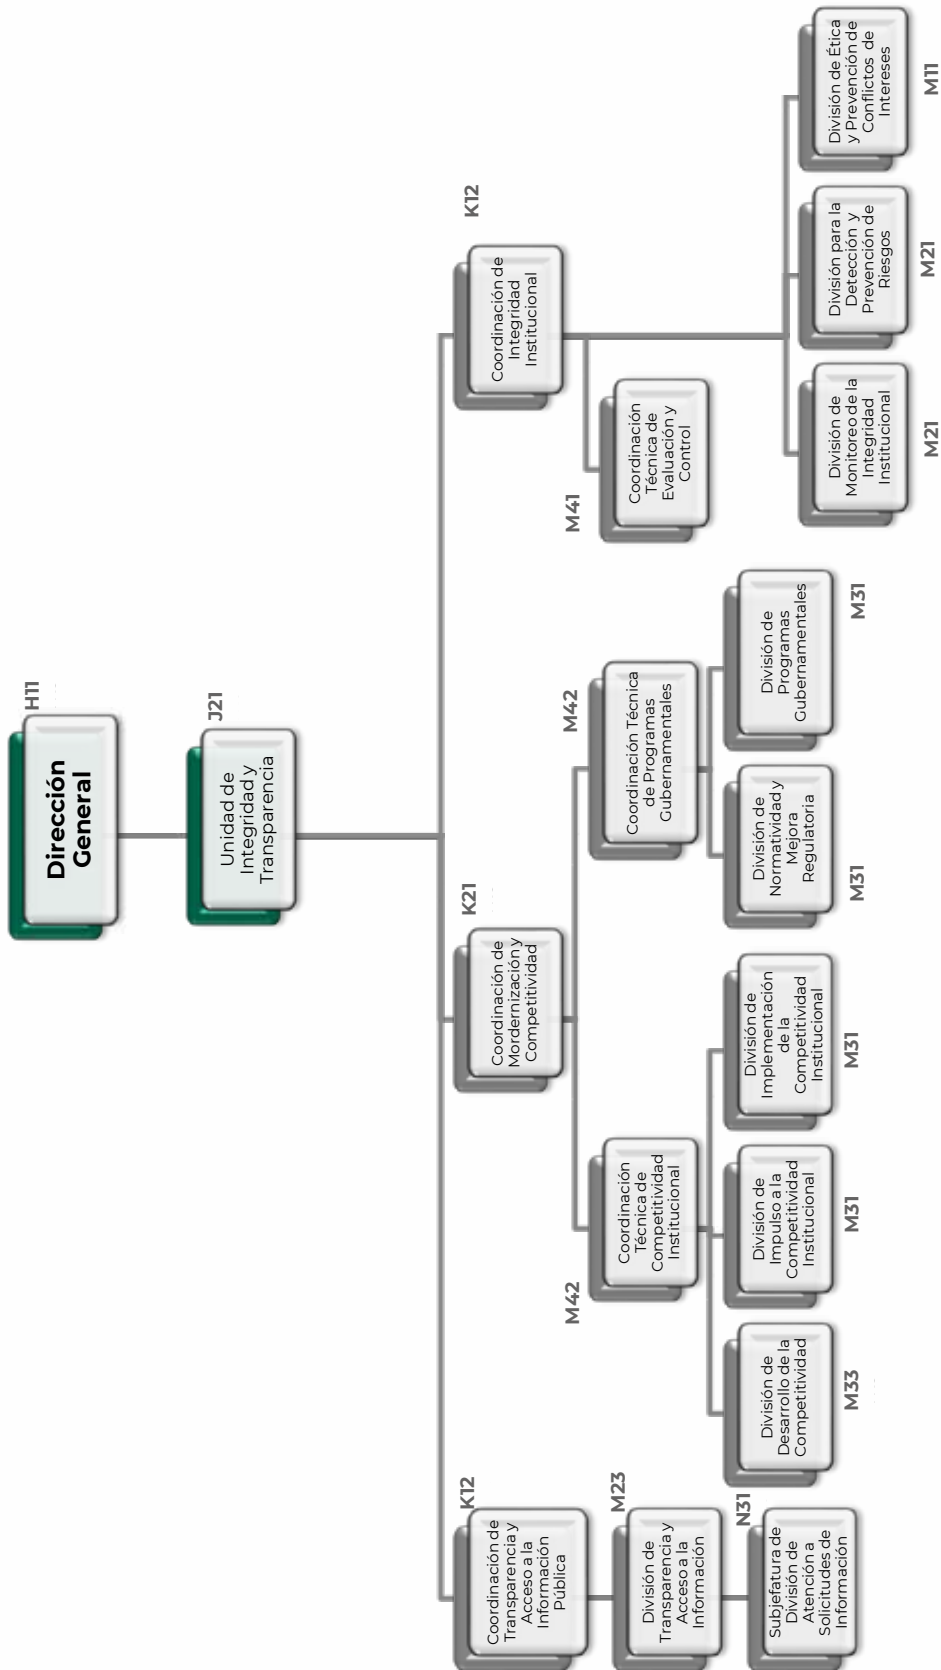 Dirección
General
H11
Unidad de
Integridad y
Transparencia
J21
Coordinación de
Transparencia y
Acceso a la
Información
Pública
K12
División de
Transparencia y
Acceso a la
Información
M23
Subjefatura de
División de
Atención a
Solicitudes de
Información
N31
Coordinación de
Mordernización y
Competitividad
K21
Coordinación
Técnica de
Competitividad
Institucional
M42
División de
Desarrollo de la
Competitividad
M33
División de
Impulso a la
Competitividad
Institucional
M31
División de
Implementación
de la
Competitividad
Institucional
M31
Coordinación Técnica
de Programas
Gubernamentales
M42
División de
Normatividad y
Mejora
Regulatoria
M31
División de
Programas
Gubernamentales
M31
Coordinación de
Integridad
Institucional
K12
Coordinación
Técnica de
Evaluación y
Control
M41
División de
Monitoreo de la
Integridad
Institucional
M21
División para la
Detección y
Prevención de
Riesgos
M21
División de Ética
y Prevención de
Conflictos de
Intereses
M11